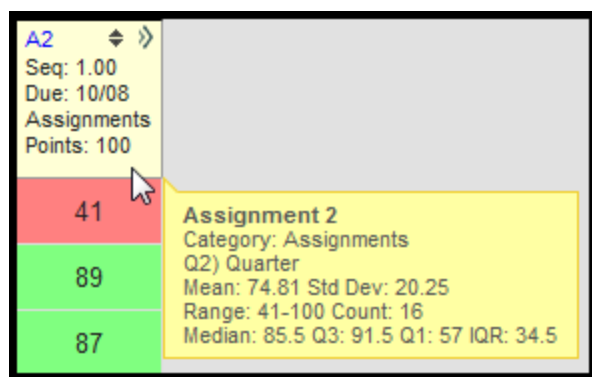 A2
Seq: 1.00
Due: 10/08
Assignments
Points: 100
41
89
87
Assignment 2
Category: Assignments
Q2) Quarter
Mean: 74.81 Std Dev: 20.25
Range: 41-100 Count: 16
Median: 85.5 Q3: 91.5 Q1: 57 IQR: 34.5